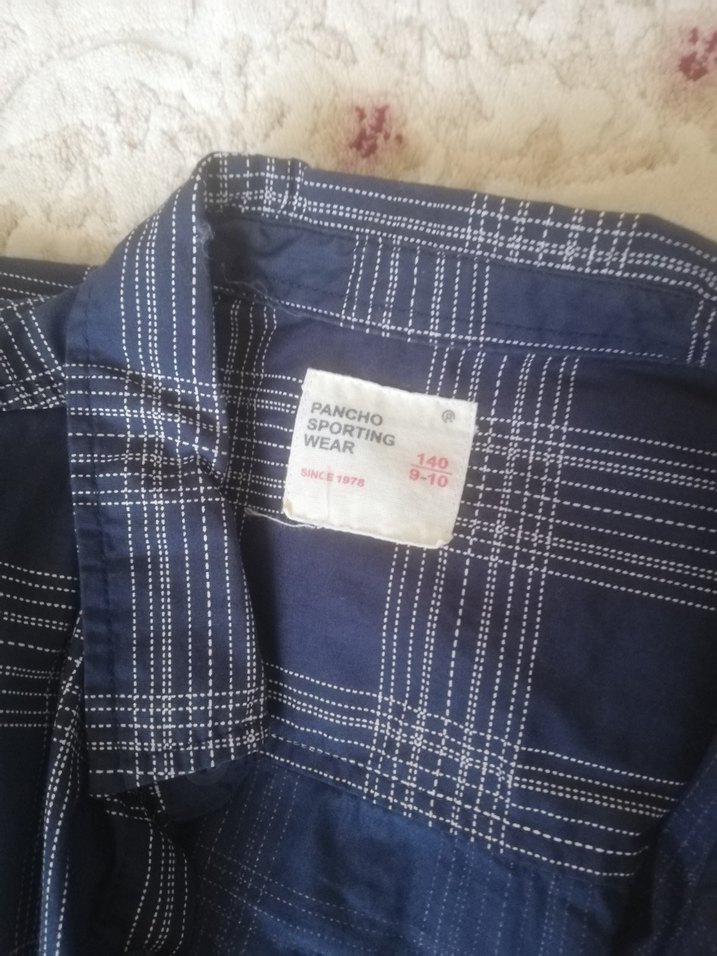 PANCHO ®
SPORTING
WEAR
140
9-10
SINCE 1978